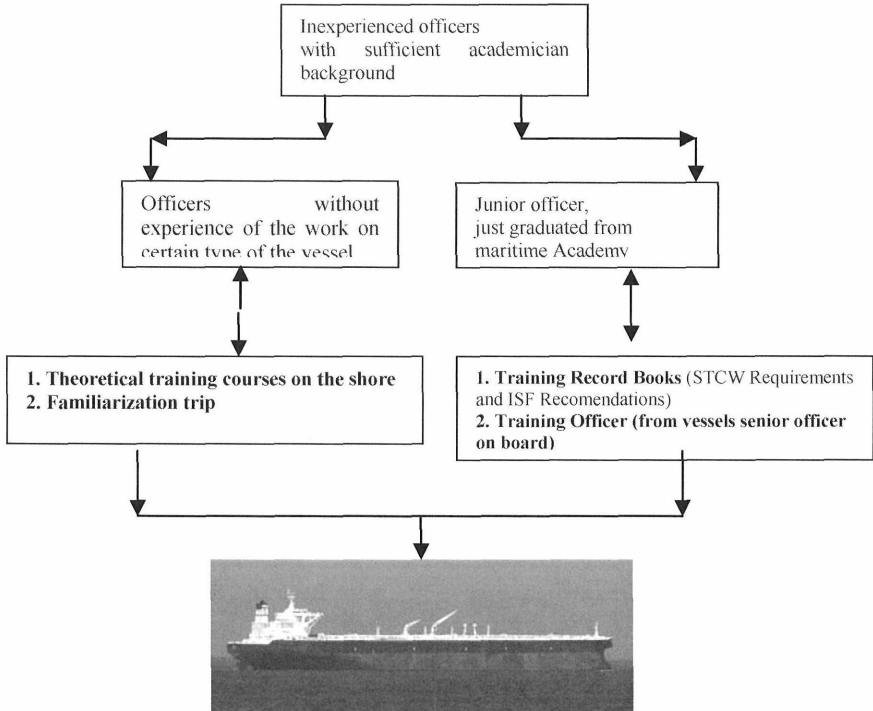 Inexperienced officers
with sufficient academician
background
Officers without
experience of the work on
certain type of the vessel
Junior officer,
just graduated from
maritime Academy
1. Theoretical training courses on the shore
2. Familiarization trip
1. Training Record Books (STCW Requirements
and ISF Recomendations)
2. Training Officer (from vessels senior officer
on board)